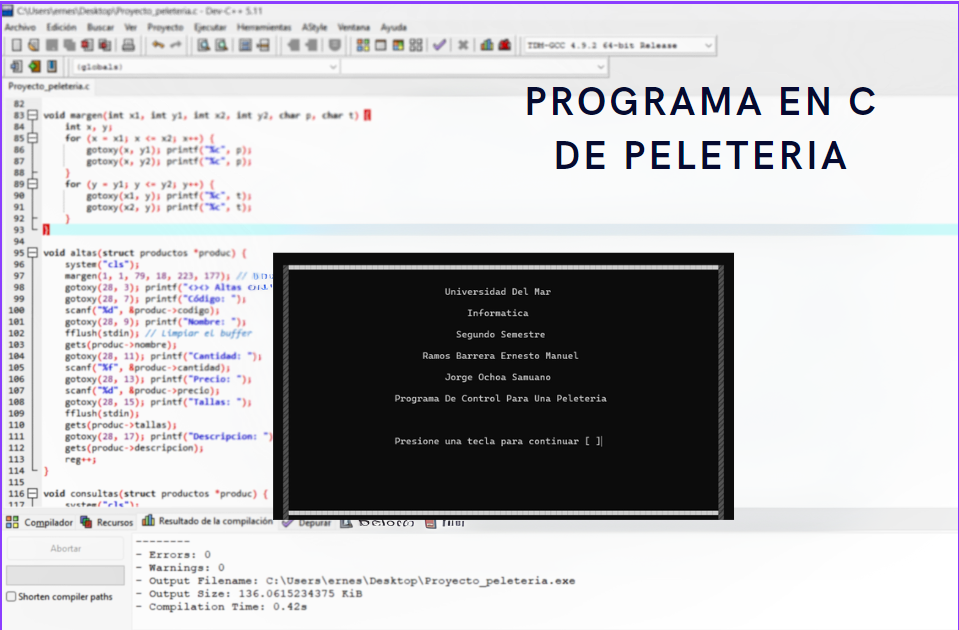 C:\Users\ernes\Desktop\Proyecto_peleteria.c - Dev-C++ 5.11
Archivo Edición Buscar Ver Proyecto Ejecutar Herramientas AStyle Ventana Ayuda
TDM-GCC 4.9.2 64-bit Release
(globals)
Proyecto_peleteria.c
PROGRAMA EN C
DE PELETERIA
82
83 void margen(int x1, int y1, int x2, int y2, char p, char t) {
84 int x, y;
85 for (x = x1; x <= x2; x++) {
86 gotoxy(x, y1); printf("%c", p);
87 gotoxy(x, y2); printf("%c", p);
88 }
89 for (y = y1; y <= y2; y++) {
90 gotoxy(x1, y); printf("%c", t);
91 gotoxy(x2, y); printf("%c", t);
92 }
93 }
94
95 void altas(struct productos *produc) {
96 system("cls");
97 margen(1, 1, 79, 18, 223, 177); //
98 gotoxy(28, 3); printf("<><> Altas
99 gotoxy(28, 7); printf("Código: ");
100 scanf("%d", &produc->codigo);
101 gotoxy(28, 9); printf("Nombre: ");
102 fflush(stdin); // Limpiar el buffer
103 gets(produc->nombre);
104 gotoxy(28, 11); printf("Cantidad: ");
105 scanf("%f", &produc->cantidad);
106 gotoxy(28, 13); printf("Precio: ");
107 scanf("%d", &produc->precio);
108 gotoxy(28, 15); printf("Tallas: ");
109 fflush(stdin);
110 gets(produc->tallas);
111 gotoxy(28, 17); printf("Descripcion: ")
112 gets(produc->descripcion);
113 reg++;
114 }
115
116 void consultas(struct productos *produc) {
117 system("cls");
Universidad Del Mar
Informatica
Segundo Semestre
Ramos Barrera Ernesto Manuel
Jorge Ochoa Samuano
Programa De Control Para Una Peleteria
Presione una tecla para continuar [ ]
Compilador Recursos Resultado de la compilación Depurar
Abortar
Shorten compiler paths
--------
- Errors: 0
- Warnings: 0
- Output Filename: C:\Users\ernes\Desktop\Proyecto_peleteria.exe
- Output Size: 136.0615234375 KiB
- Compilation Time: 0.42s